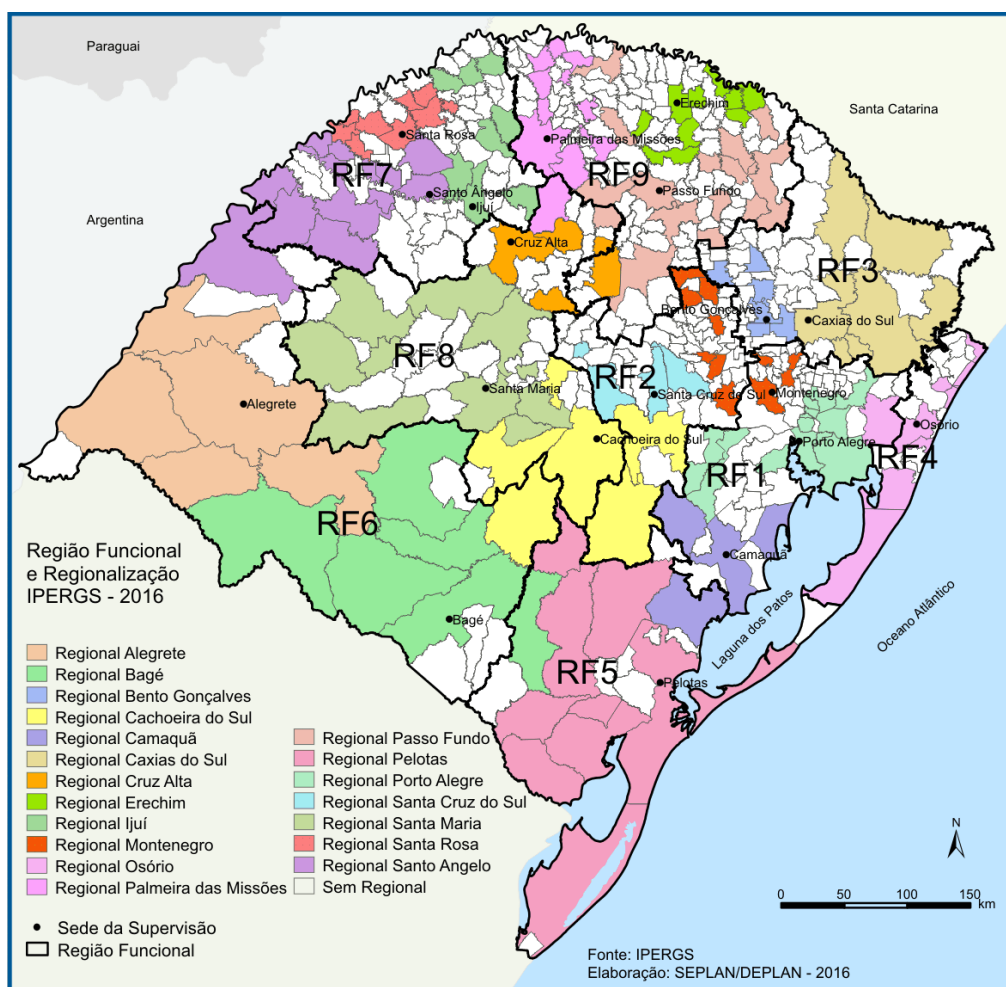 Paraguai
Santa Catarina
Argentina
Erechim
Santa Rosa
Palmeira das Missões
RF7
RF9
Passo Fundo
Santo Ângelo
Ijuí
Cruz Alta
RF3
Bento Gonçalves
Caxias do Sul
RF8
RF2
Santa Maria
Santa Cruz do Sul
Montenegro
Alegrete
Osório
Cachoeira do Sul
Porto Alegre
RF4
RF1
RF6
Camaquã
Laguna dos Patos
Oceano Atlântico
Bagé
RF5
Pelotas
Região Funcional
e Regionalização
IPERGS - 2016
Regional Alegrete
Regional Bagé
Regional Bento Gonçalves
Regional Cachoeira do Sul
Regional Camaquã
Regional Caxias do Sul
Regional Cruz Alta
Regional Erechim
Regional Ijuí
Regional Montenegro
Regional Osório
Regional Palmeira das Missões
Regional Passo Fundo
Regional Pelotas
Regional Porto Alegre
Regional Santa Cruz do Sul
Regional Santa Maria
Regional Santa Rosa
Regional Santo Angelo
Sem Regional
Sede da Supervisão
Região Funcional
N
0 50 100 150
km
Fonte: IPERGS
Elaboração: SEPLAN/DEPLAN - 2016